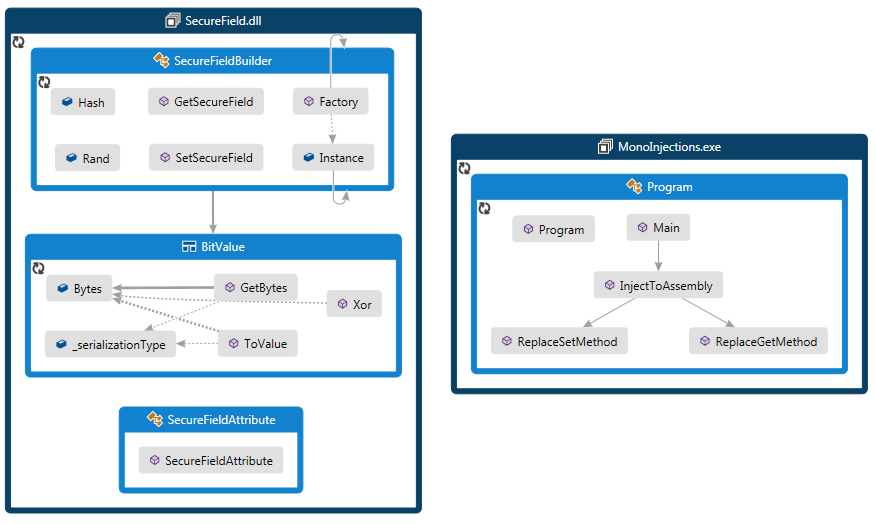 SecureField.dll
SecureFieldBuilder
Hash
GetSecureField
Factory
Rand
SetSecureField
Instance
BitValue
Bytes
GetBytes
Xor
_serializationType
ToValue
SecureFieldAttribute
SecureFieldAttribute
MonoInjections.exe
Program
Program
Main
InjectToAssembly
ReplaceSetMethod
ReplaceGetMethod